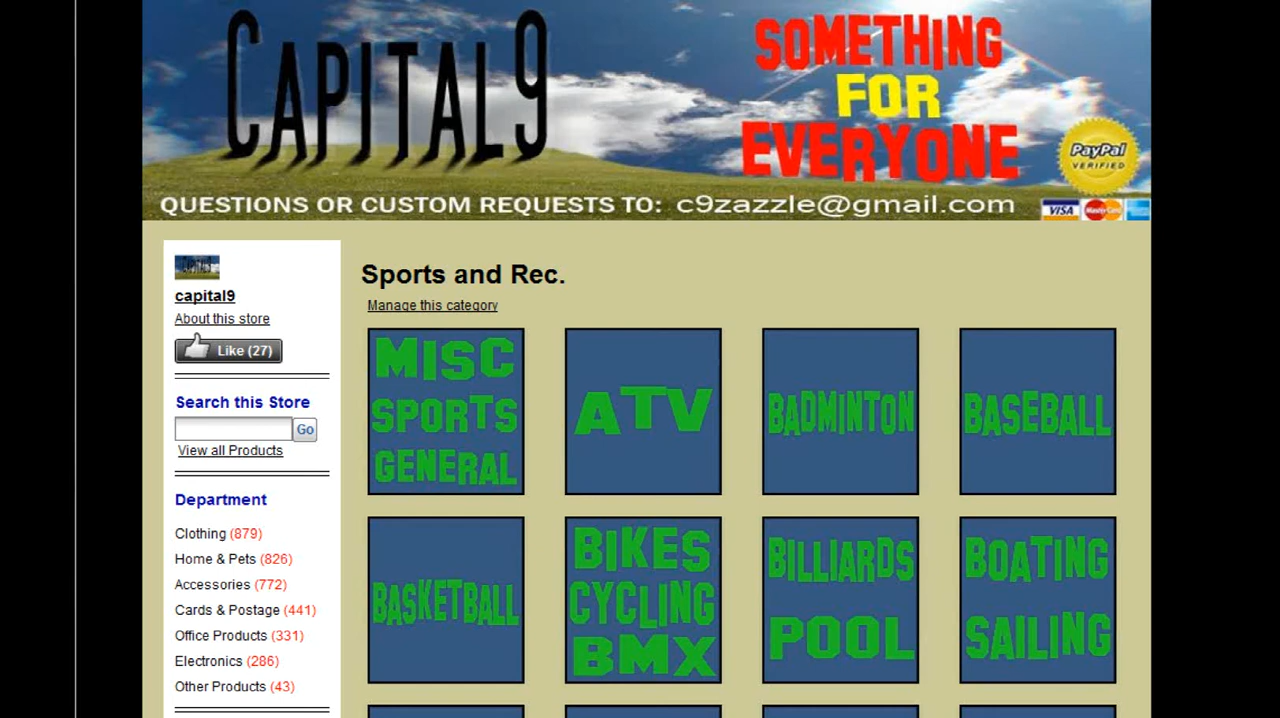 CAPITAL9
SOMETHING
FOR
EVERYONE
PayPal
VERIFIED
QUESTIONS OR CUSTOM REQUESTS TO: c9zazzle@gmail.com
VISA MasterCard
capital9
About this store
Like (27)
Search this Store
Go
View all Products
Department
Clothing (879)
Home & Pets (826)
Accessories (772)
Cards & Postage (441)
Office Products (331)
Electronics (286)
Other Products (43)
Sports and Rec.
Manage this category
MISC
SPORTS
GENERAL
ATV
BADMINTON
BASEBALL
BASKETBALL
BIKES
CYCLING
BMX
BILLIARDS
POOL
BOATING
SAILING